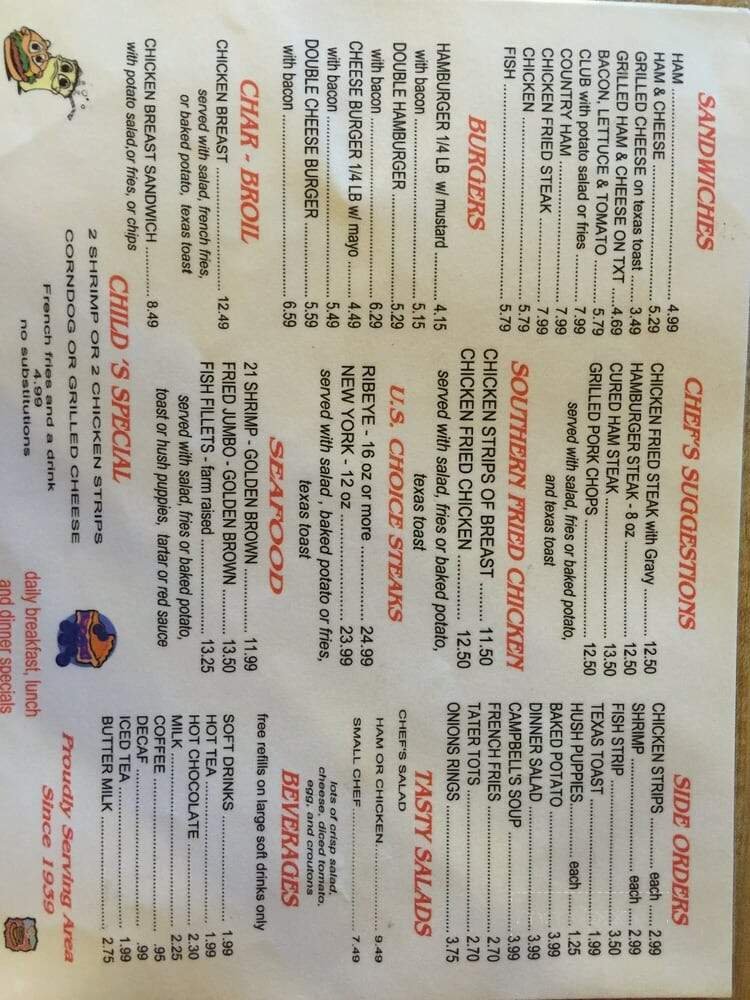 SANDWICHES
HAM 4.99
HAM & CHEESE 5.29
GRILLED CHEESE on texas toast 3.49
GRILLED HAM & CHEESE ON TXT 4.69
BACON, LETTUCE & TOMATO 5.79
CLUB with potato salad or fries 7.99
COUNTRY HAM 7.99
CHICKEN FRIED STEAK 7.99
CHICKEN 5.79
FISH 5.79
BURGERS
HAMBURGER 1/4 LB w/ mustard 4.15
with bacon 5.15
DOUBLE HAMBURGER 5.29
with bacon 6.29
CHEESE BURGER 1/4 LB w/ mayo 4.49
with bacon 5.49
DOUBLE CHEESE BURGER 5.59
with bacon 6.59
CHAR - BROIL
CHICKEN BREAST 12.49
served with salad, french fries,
or baked potato, texas toast
CHICKEN BREAST SANDWICH 8.49
with potato salad,or fries, or chips
CHILD 'S SPECIAL
2 SHRIMP OR 2 CHICKEN STRIPS
CORNDOG OR GRILLED CHEESE
French fries and a drink
4.99
no substitutions
CHEF'S SUGGESTIONS
CHICKEN FRIED STEAK with Gravy 12.50
HAMBURGER STEAK - 8 oz 12.50
CURED HAM STEAK 13.50
GRILLED PORK CHOPS 12.50
served with salad, fries or baked potato,
and texas toast
SOUTHERN FRIED CHICKEN
CHICKEN STRIPS OF BREAST 11.50
CHICKEN FRIED CHICKEN 12.50
served with salad, fries or baked potato,
texas toast
U.S. CHOICE STEAKS
RIBEYE - 16 oz or more 24.99
NEW YORK - 12 oz 23.99
served with salad , baked potato or fries,
texas toast
SEAFOOD
21 SHRIMP - GOLDEN BROWN 11.99
FRIED JUMBO - GOLDEN BROWN 13.50
FISH FILLETS - farm raised 13.25
served with salad, fries or baked potato,
toast or hush puppies, tartar or red sauce
daily breakfast, lunch
and dinner specials
SIDE ORDERS
CHICKEN STRIPS each 2.99
SHRIMP each 2.99
FISH STRIP 3.50
TEXAS TOAST 1.99
HUSH PUPPIES each 1.25
BAKED POTATO 3.99
DINNER SALAD 3.99
CAMPBELL'S SOUP 3.99
FRENCH FRIES 2.70
TATER TOTS 2.70
ONIONS RINGS 3.75
TASTY SALADS
CHEF'S SALAD
HAM OR CHICKEN 9.49
SMALL CHEF 7.49
lots of crisp salad,
cheese, diced tomato,
egg, and croutons
BEVERAGES
free refills on large soft drinks only
SOFT DRINKS 1.99
HOT TEA 1.99
HOT CHOCOLATE 2.30
MILK 2.25
COFFEE .95
DECAF .99
ICED TEA 1.99
BUTTER MILK 2.75
Proudly Serving Area
Since 1939